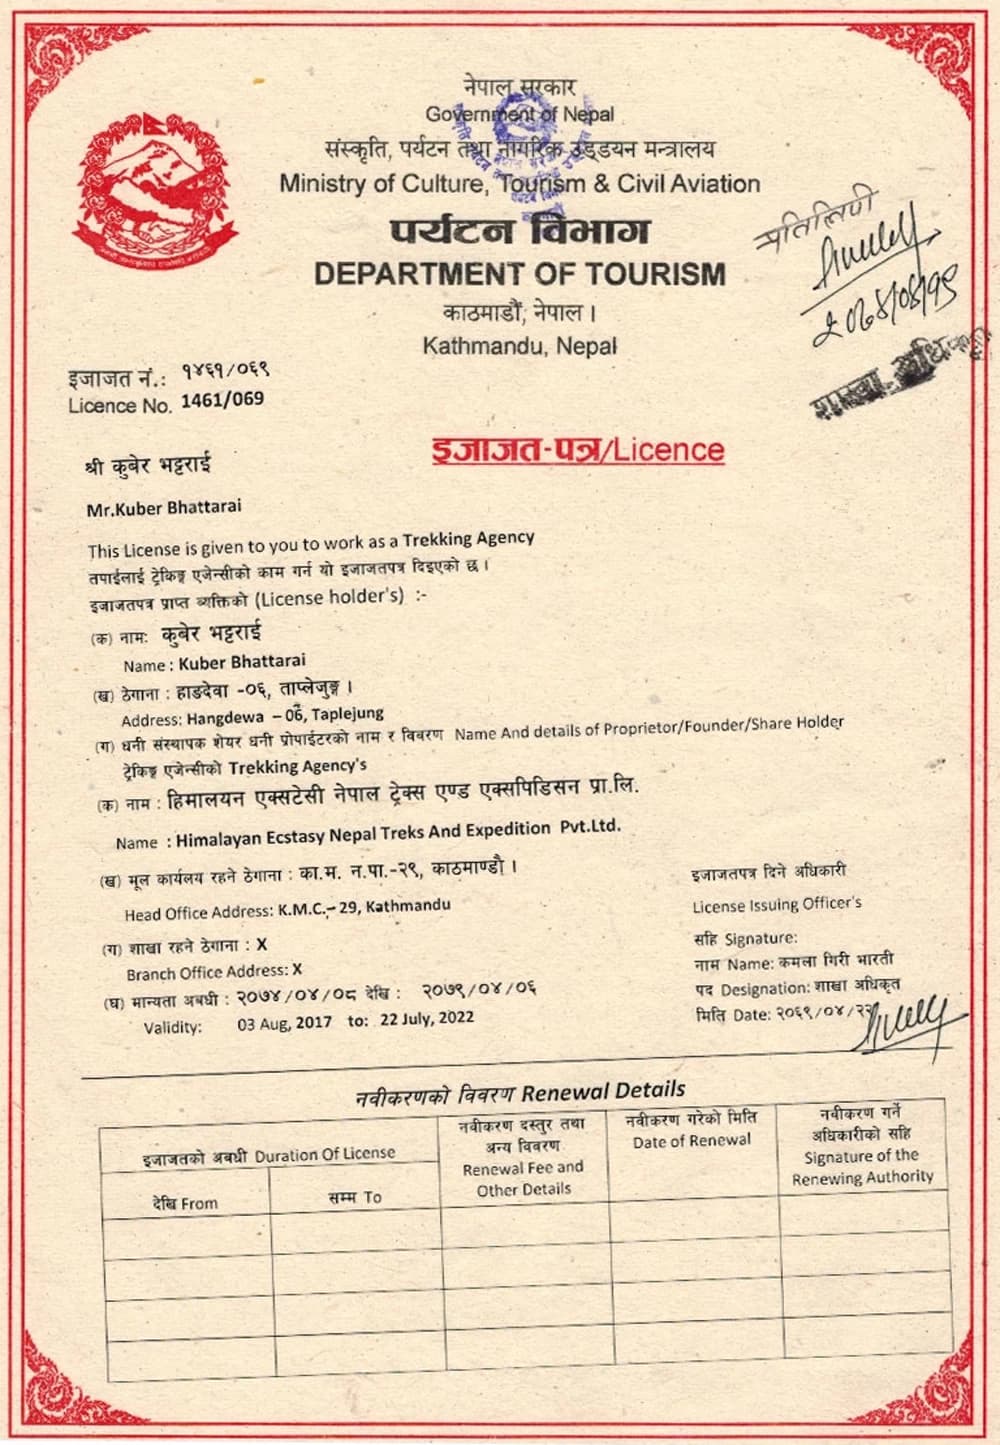 नेपाल सरकार
Government of Nepal
संस्कृति, पर्यटन तथा नागरिक उड्डयन मन्त्रालय
Ministry of Culture, Tourism & Civil Aviation
पर्यटन विभाग
DEPARTMENT OF TOURISM
काठमाडौं, नेपाल ।
Kathmandu, Nepal
प्रतिलिपी
२०७४/०४/१९
शाखा अधिकृत
इजाजत नं.: १४६१/०६९
Licence No. 1461/069
इजाजत-पत्र/Licence
श्री कुबेर भट्टराई
Mr.Kuber Bhattarai
This License is given to you to work as a Trekking Agency
तपाईलाई ट्रेकिङ्ग एजेन्सीको काम गर्न यो इजाजतपत्र दिइएको छ ।
इजाजतपत्र प्राप्त व्यक्तिको (License holder's) :-
(क) नामः कुबेर भट्टराई
Name : Kuber Bhattarai
(ख) ठेगाना : हाङदेवा -०६, ताप्लेजुङ्ग ।
Address: Hangdewa – 06, Taplejung
(ग) धनी संस्थापक शेयर धनी प्रोपाईटरको नाम र विवरण Name And details of Proprietor/Founder/Share Holder
ट्रेकिङ्ग एजेन्सीको Trekking Agency's
(क) नाम : हिमालयन एक्सटेसी नेपाल ट्रेक्स एण्ड एक्सपिडिसन प्रा.लि.
Name : Himalayan Ecstasy Nepal Treks And Expedition Pvt.Ltd.
(ख) मूल कार्यलय रहने ठेगाना : का.म. न.पा.-२९, काठमाण्डौ ।
Head Office Address: K.M.C.– 29, Kathmandu
(ग) शाखा रहने ठेगाना : X
Branch Office Address: X
(घ) मान्यता अबधी : २०७४/०४/०८ देखि : २०७९/०४/०६
Validity: 03 Aug, 2017 to: 22 July, 2022
इजाजतपत्र दिने अधिकारी
License Issuing Officer's
सहि Signature:
नाम Name: कमला गिरी भारती
पद Designation: शाखा अधिकृत
मिति Date: २०६९/०४/२२
नवीकरणको विवरण Renewal Details
इजाजतको अबधी Duration Of License
देखि From
सम्म To
नवीकरण दस्तुर तथा
अन्य विवरण
Renewal Fee and
Other Details
नवीकरण गरेको मिति
Date of Renewal
नवीकरण गर्ने
अधिकारीको सहि
Signature of the
Renewing Authority